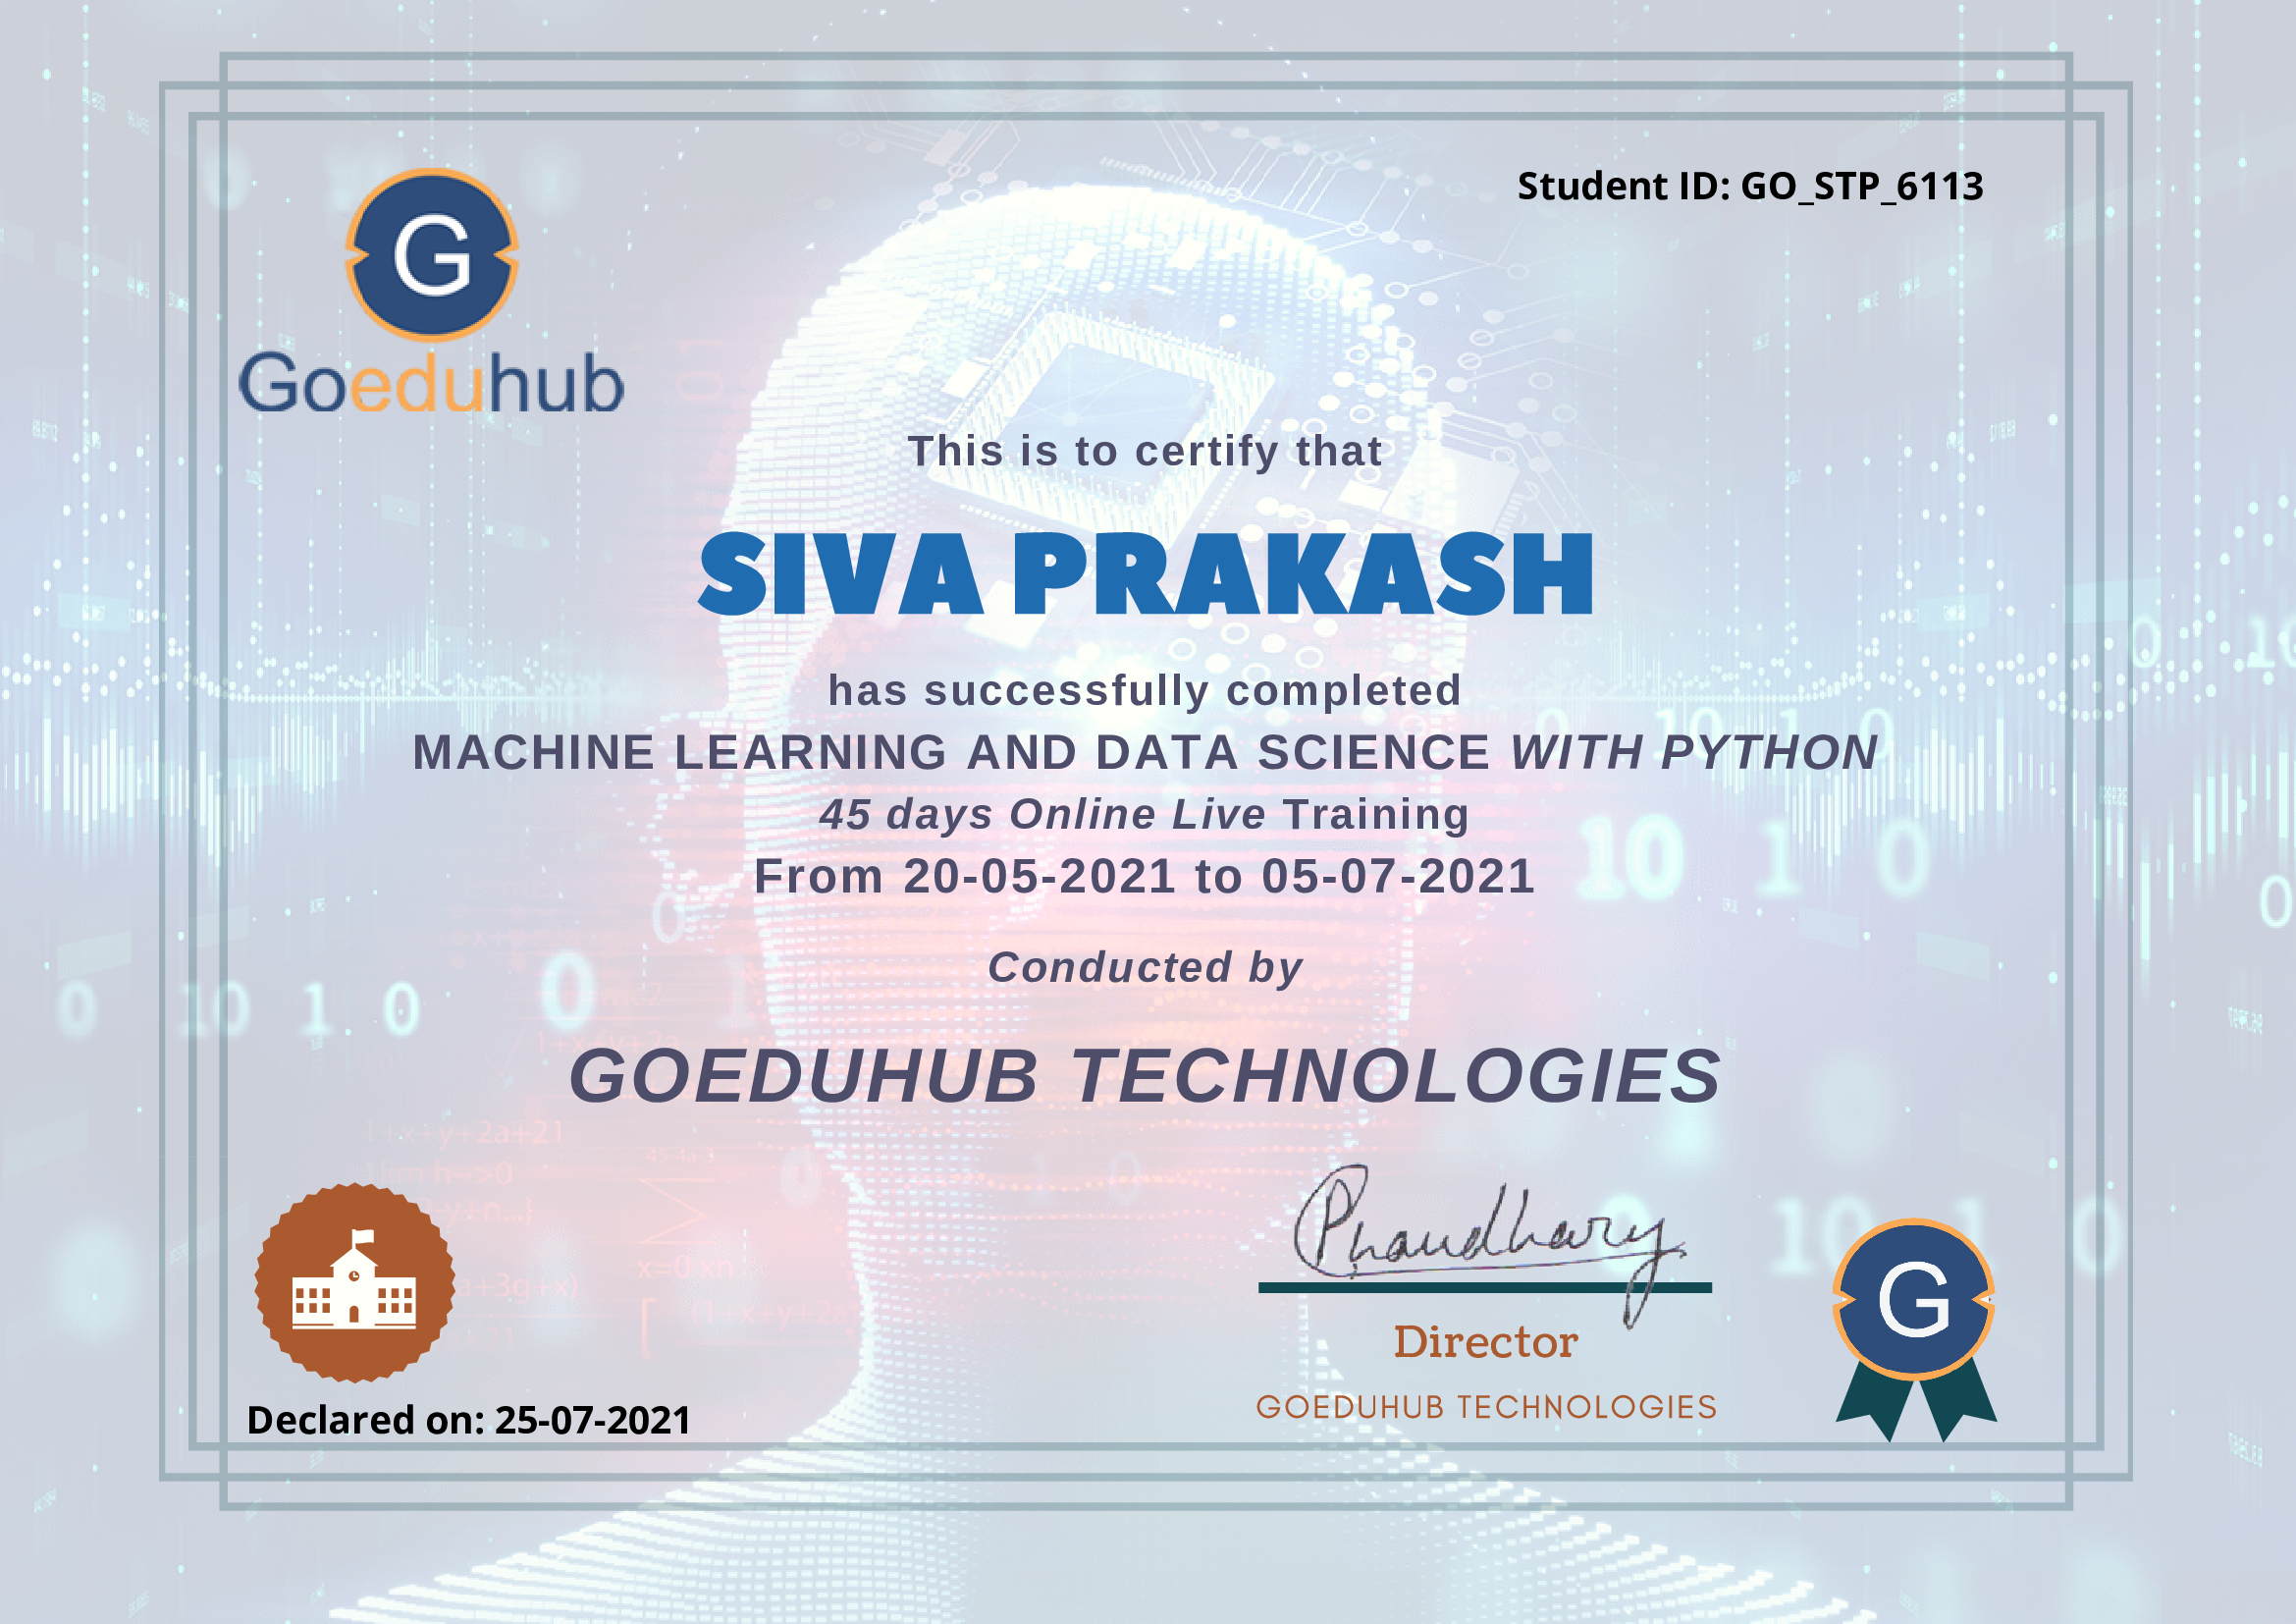 Student ID: GO_STP_6113
G
Goeduhub
This is to certify that
SIVA PRAKASH
has successfully completed
MACHINE LEARNING AND DATA SCIENCE WITH PYTHON
45 days Online Live Training
From 20-05-2021 to 05-07-2021
Conducted by
GOEDUHUB TECHNOLOGIES
Director
GOEDUHUB TECHNOLOGIES
G
Declared on: 25-07-2021